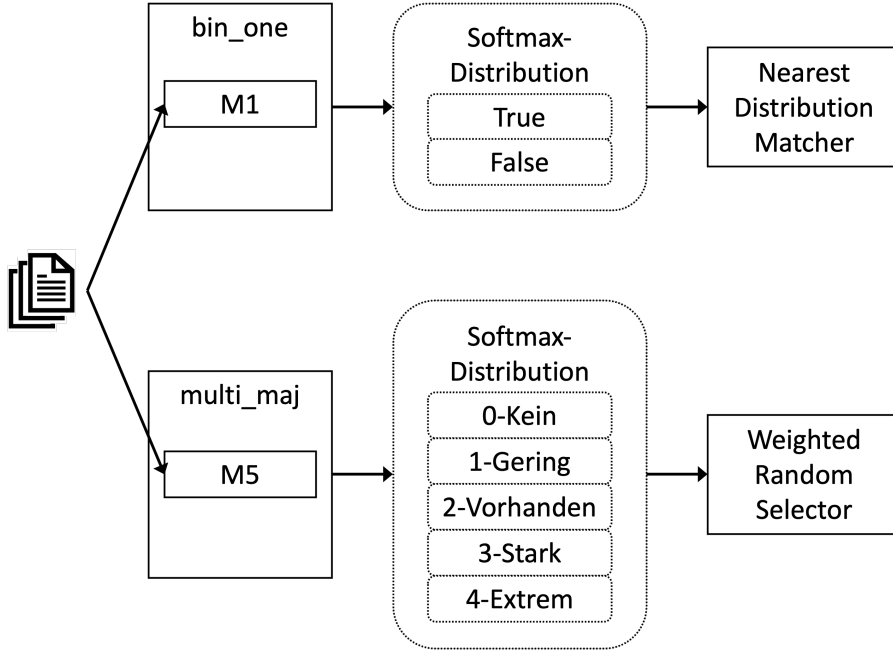 bin_one
M1
Softmax-
Distribution
True
False
Nearest
Distribution
Matcher
multi_maj
M5
Softmax-
Distribution
0-Kein
1-Gering
2-Vorhanden
3-Stark
4-Extrem
Weighted
Random
Selector